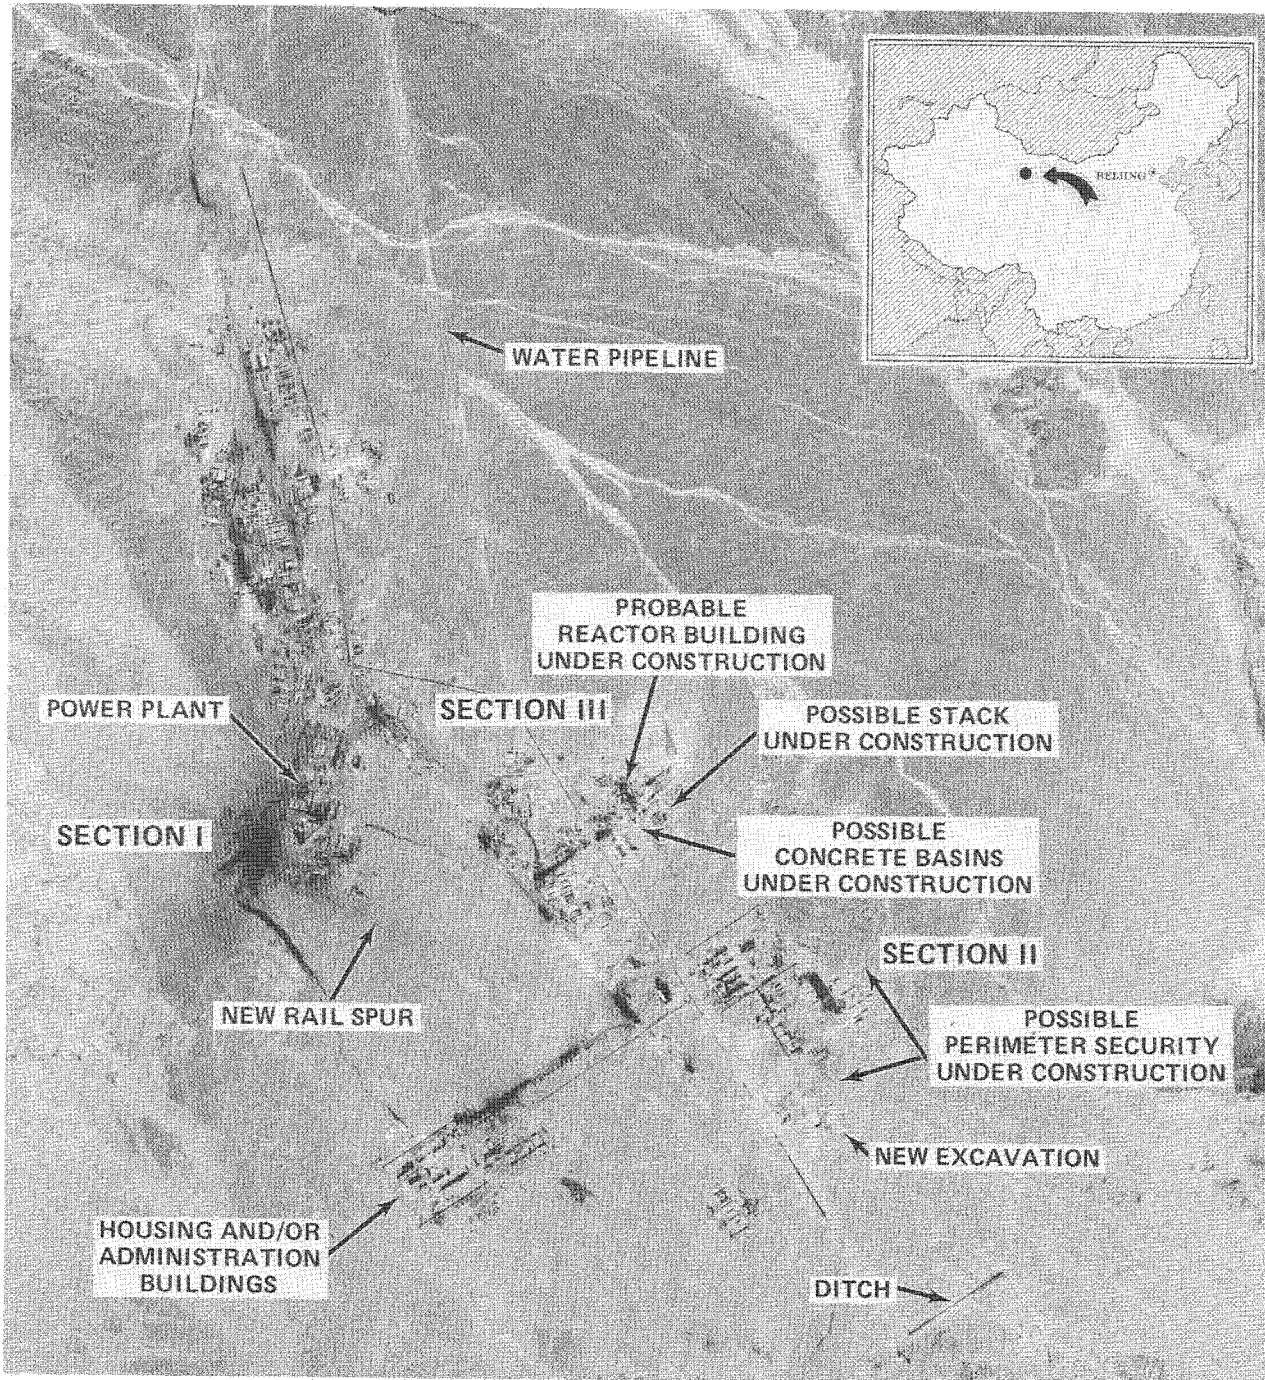 BEIJING
WATER PIPELINE
PROBABLE
REACTOR BUILDING
UNDER CONSTRUCTION
POWER PLANT
SECTION III
POSSIBLE STACK
UNDER CONSTRUCTION
SECTION I
POSSIBLE
CONCRETE BASINS
UNDER CONSTRUCTION
SECTION II
NEW RAIL SPUR
POSSIBLE
PERIMETER SECURITY
UNDER CONSTRUCTION
NEW EXCAVATION
HOUSING AND/OR
ADMINISTRATION
BUILDINGS
DITCH